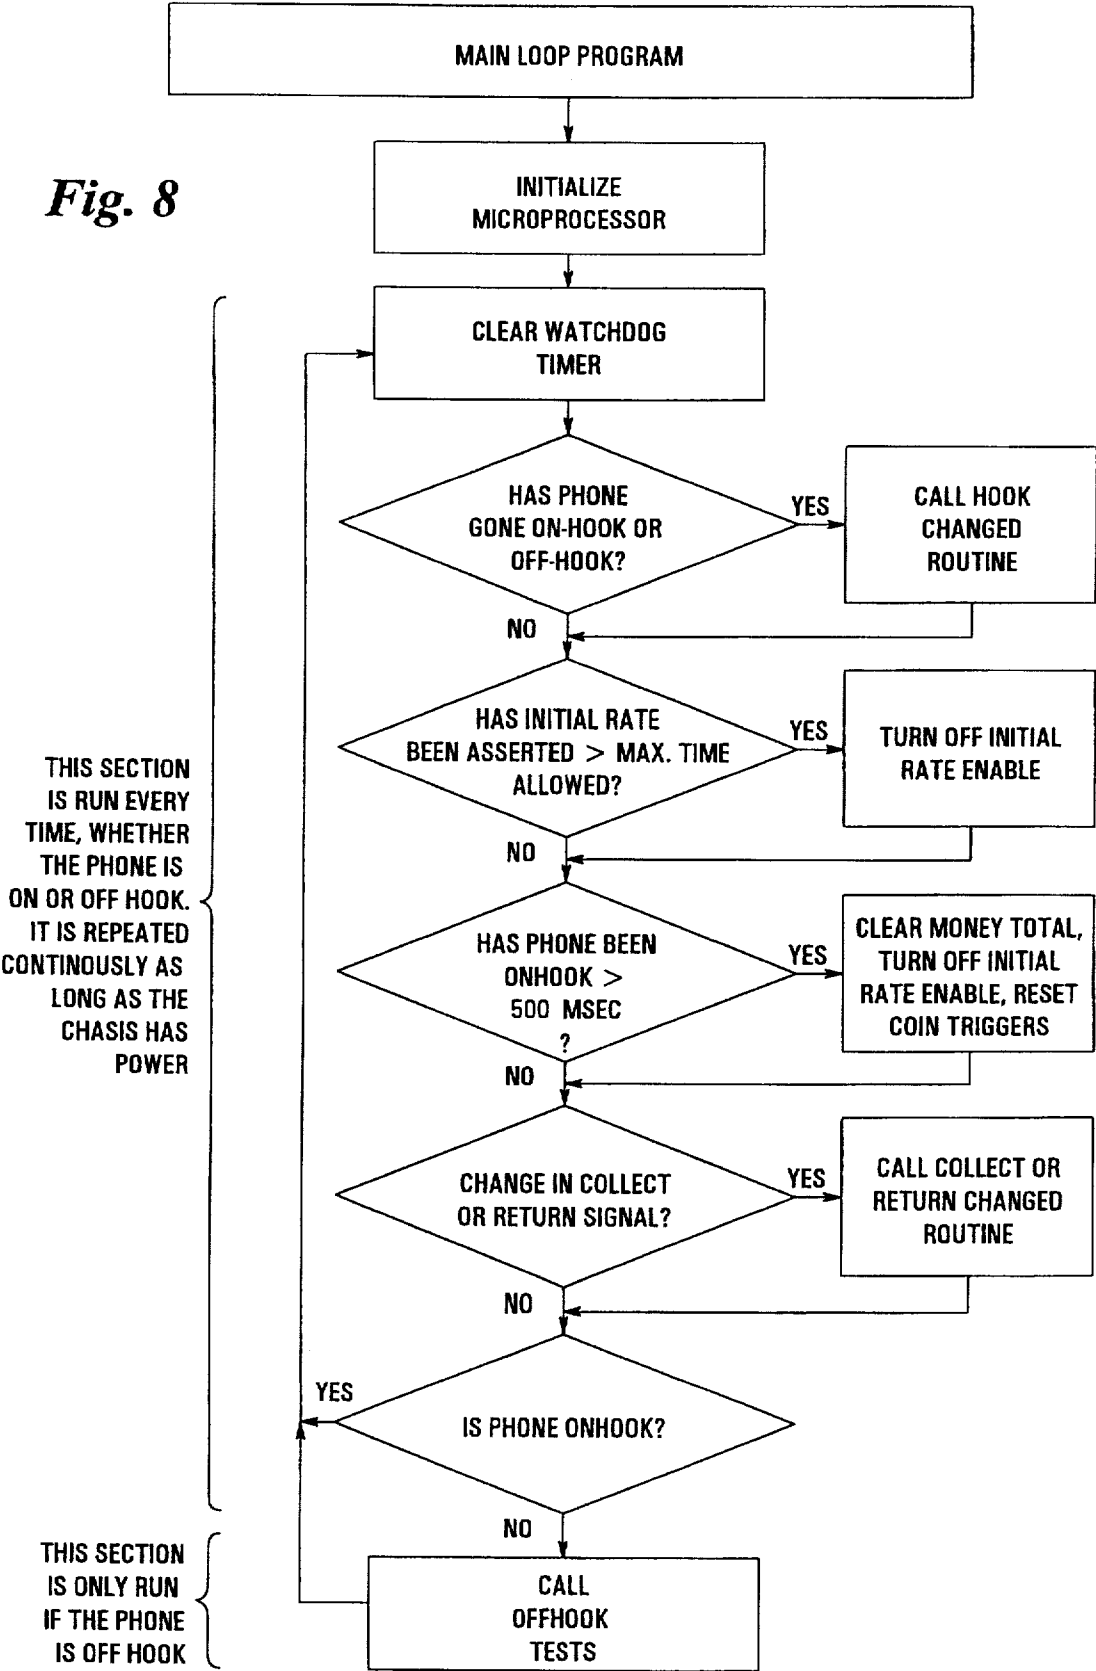 MAIN LOOP PROGRAM
Fig. 8
INITIALIZE
MICROPROCESSOR
CLEAR WATCHDOG
TIMER
HAS PHONE
GONE ON-HOOK OR
OFF-HOOK?
YES
CALL HOOK
CHANGED
ROUTINE
NO
HAS INITIAL RATE
BEEN ASSERTED > MAX. TIME
ALLOWED?
YES
TURN OFF INITIAL
RATE ENABLE
NO
THIS SECTION
IS RUN EVERY
TIME, WHETHER
THE PHONE IS
ON OR OFF HOOK.
IT IS REPEATED
CONTINOUSLY AS
LONG AS THE
CHASIS HAS
POWER
HAS PHONE BEEN
ONHOOK >
500 MSEC
?
YES
CLEAR MONEY TOTAL,
TURN OFF INITIAL
RATE ENABLE, RESET
COIN TRIGGERS
NO
CHANGE IN COLLECT
OR RETURN SIGNAL?
YES
CALL COLLECT OR
RETURN CHANGED
ROUTINE
NO
YES
IS PHONE ONHOOK?
NO
THIS SECTION
IS ONLY RUN
IF THE PHONE
IS OFF HOOK
CALL
OFFHOOK
TESTS